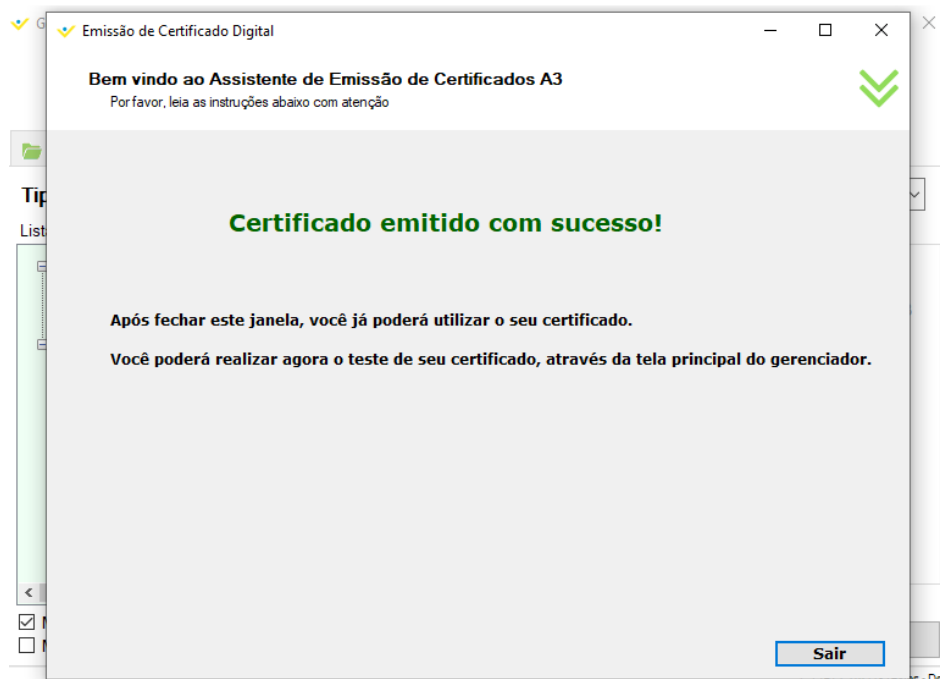 Emissão de Certificado Digital
Bem vindo ao Assistente de Emissão de Certificados A3
Por favor, leia as instruções abaixo com atenção
Certificado emitido com sucesso!
Após fechar este janela, você já poderá utilizar o seu certificado.
Você poderá realizar agora o teste de seu certificado, através da tela principal do gerenciador.
Sair